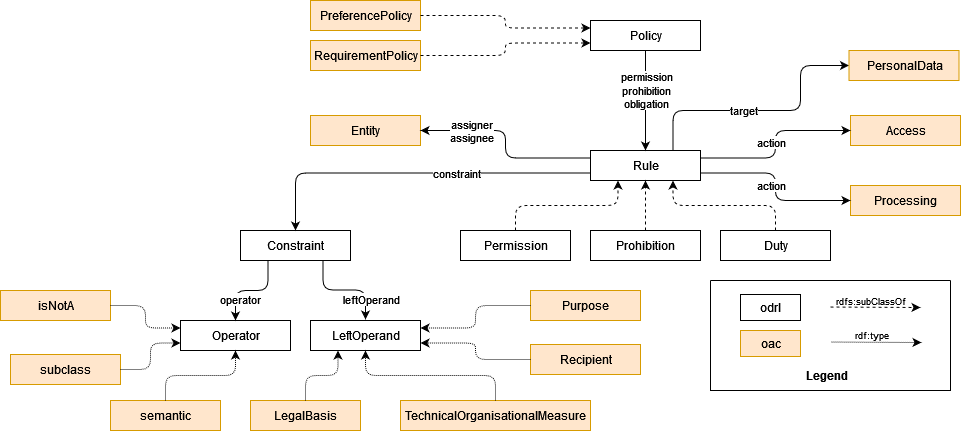 PreferencePolicy
Policy
RequirementPolicy
PersonalData
permission
prohibition
obligation
target
Entity
assigner
assignee
Access
action
Rule
constraint
action
Processing
Constraint
Permission
Prohibition
Duty
operator
leftOperand
isNotA
Purpose
odrl
rdfs:subClassOf
Operator
LeftOperand
oac
rdf:type
subclass
Recipient
Legend
semantic
LegalBasis
TechnicalOrganisationalMeasure